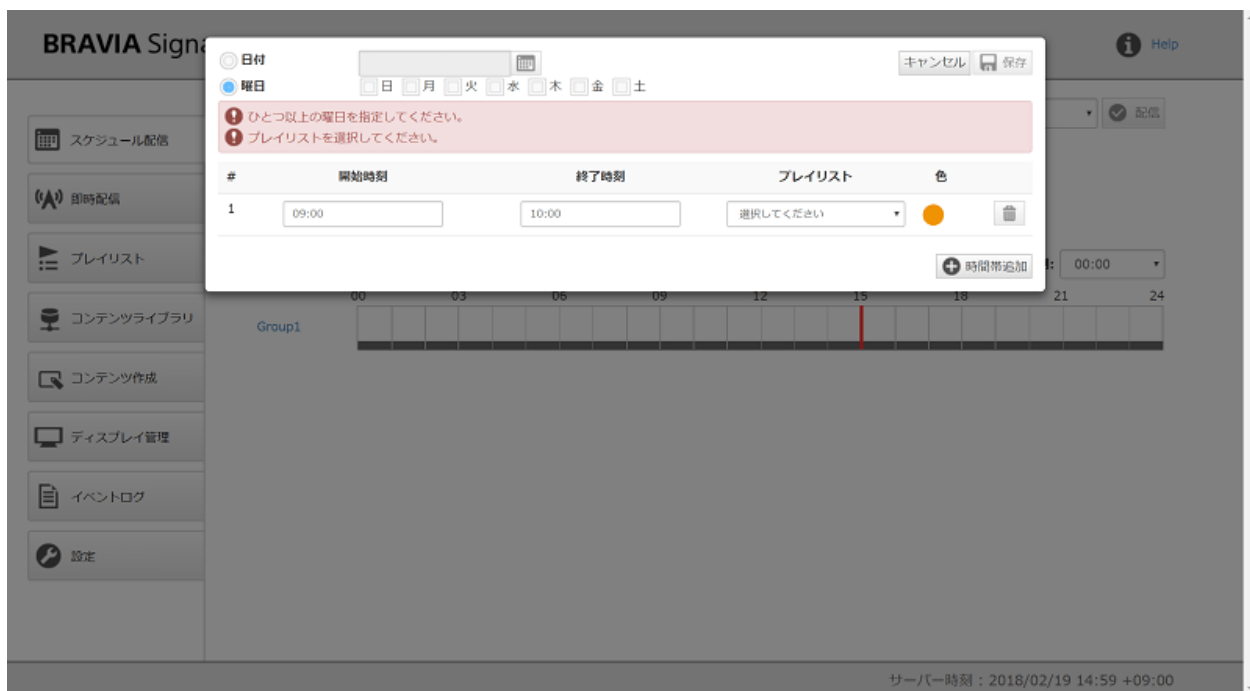 BRAVIA Signa
Help
日付
キャンセル 保存
曜日 日 月 火 水 木 金 土
ひとつ以上の曜日を指定してください。
プレイリストを選択してください。
配信
# 開始時刻 終了時刻 プレイリスト 色
1 09:00 10:00 選択してください
時間帯追加
: 00:00
00 03 06 09 12 15 18 21 24
Group1
スケジュール配信
即時配信
プレイリスト
コンテンツライブラリ
コンテンツ作成
ディスプレイ管理
イベントログ
設定
サーバー時刻 : 2018/02/19 14:59 +09:00